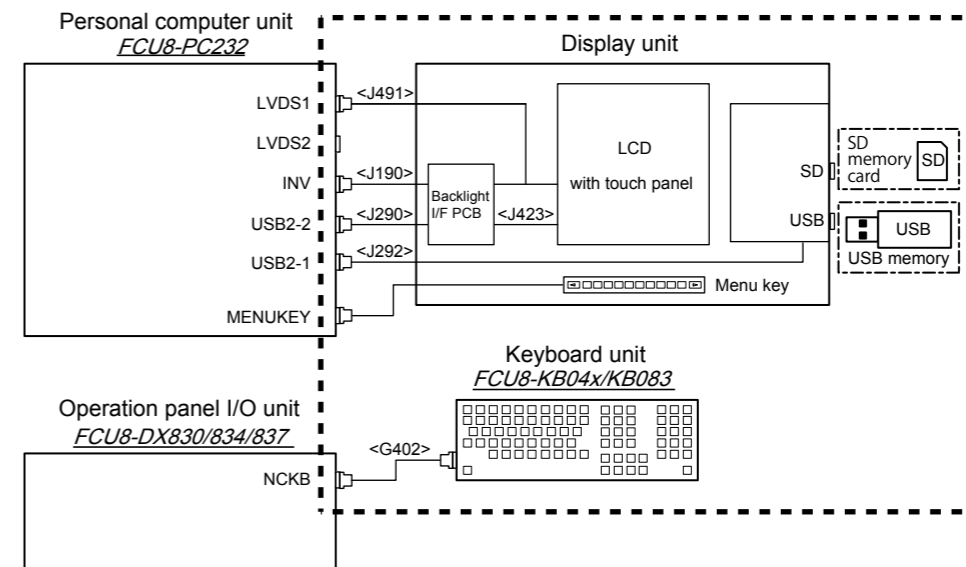 Personal computer unit
FCU8-PC232
Display unit
LVDS1
<J491>
LVDS2
INV
<J190>
USB2-2
<J290>
USB2-1
<J292>
MENUKEY
Backlight
I/F PCB
<J423>
LCD
with touch panel
SD
USB
Menu key
SD
memory
card
SD
USB
USB memory
Keyboard unit
FCU8-KB04x/KB083
Operation panel I/O unit
FCU8-DX830/834/837
NCKB
<G402>